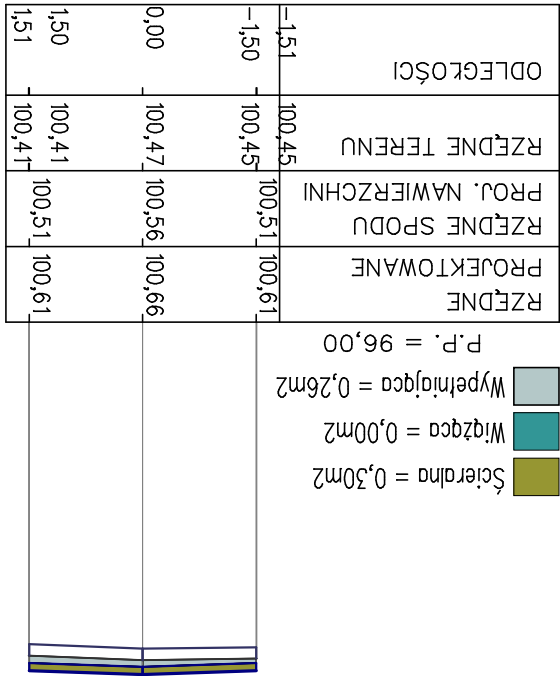 Ścieralna = 0,30m2
Wiążąca = 0,00m2
Wypełniająca = 0,26m2
P.P. = 96,00
RZĘDNE
PROJEKTOWANE
100,61
100,66
100,61
RZĘDNE SPODU
PROJ. NAWIERZCHNI
100,51
100,56
100,51
RZĘDNE TERENU
100,45
100,45
100,47
100,41
100,41
ODLEGŁOŚCI
-1,51
-1,50
0,00
1,50
1,51